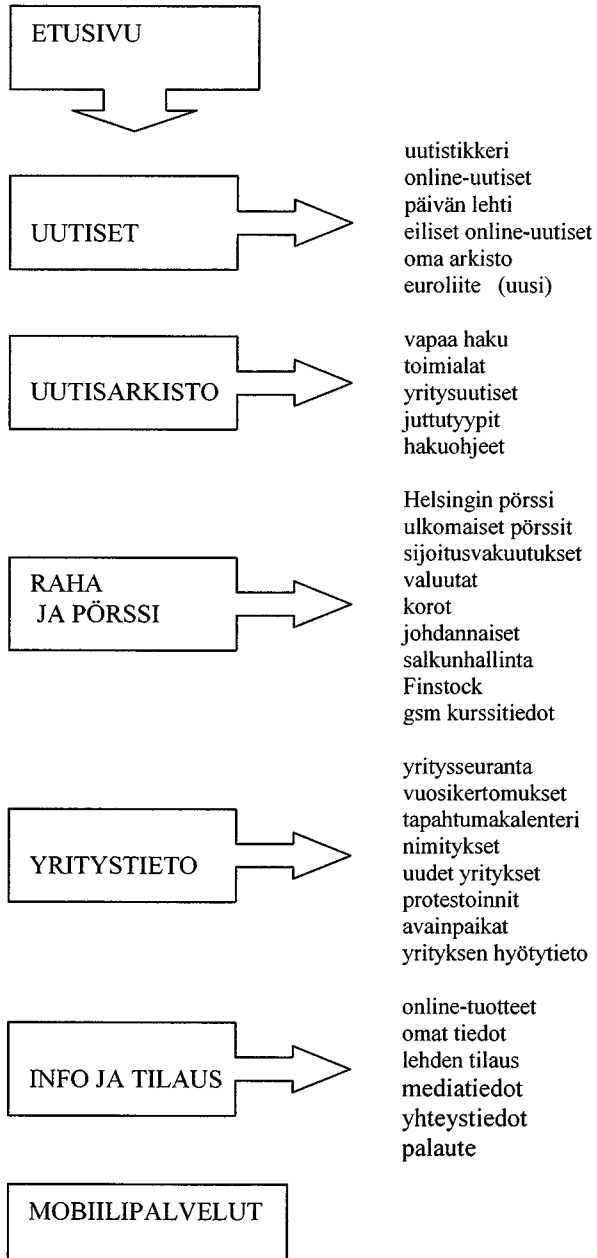 ETUSIVU
UUTISET
uutistikkeri
online-uutiset
päivän lehti
eiliset online-uutiset
oma arkisto
euroliite (uusi)
UUTISARKISTO
vapaa haku
toimialat
yritysuutiset
juttutyypit
hakuohjeet
RAHA
JA PÖRSSI
Helsingin pörssi
ulkomaiset pörssit
sijoitusvakuutukset
valuutat
korot
johdannaiset
salkunhallinta
Finstock
gsm kurssitiedot
YRITYSTIETO
yritysseuranta
vuosikertomukset
tapahtumakalenteri
nimitykset
uudet yritykset
protestoinnit
avainpaikat
yrityksen hyötytieto
INFO JA TILAUS
online-tuotteet
omat tiedot
lehden tilaus
mediatiedot
yhteystiedot
palaute
MOBIILIPALVELUT